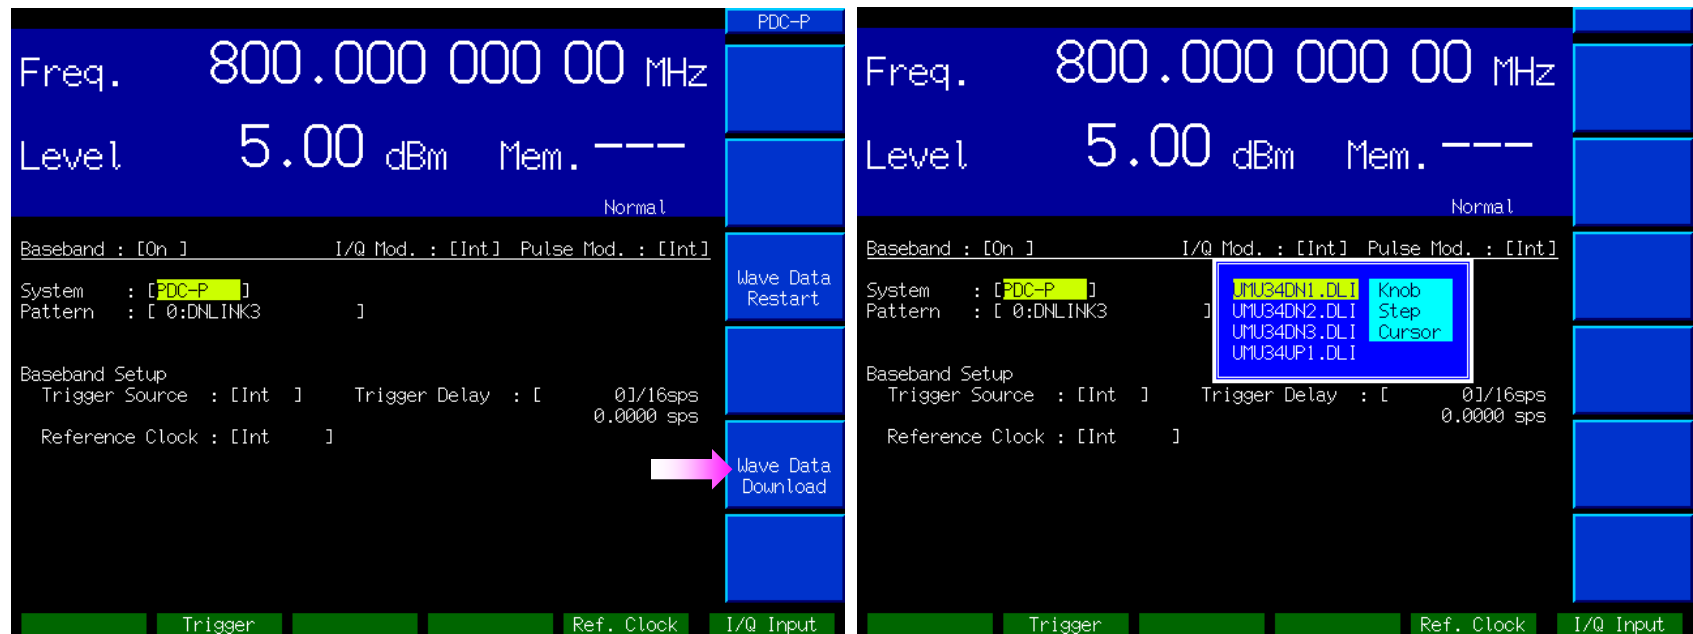 PDC-P
Freq. 800.000 000 00 MHz
Level 5.00 dBm Mem. ---
Normal
Baseband : [On ] I/Q Mod. : [Int] Pulse Mod. : [Int]
System : [PDC-P ]
Pattern : [ 0:DNLINK3 ]
Wave Data
Restart
Baseband Setup
Trigger Source : [Int ] Trigger Delay : [ 0]/16sps
0.0000 sps
Reference Clock : [Int ]
Wave Data
Download
Trigger Ref. Clock I/Q Input
Freq. 800.000 000 00 MHz
Level 5.00 dBm Mem. ---
Normal
Baseband : [On ] I/Q Mod. : [Int] Pulse Mod. : [Int]
System : [PDC-P ]
Pattern : [ 0:DNLINK3 ]
UMU34DN1.DLI Knob
UMU34DN2.DLI Step
UMU34DN3.DLI Cursor
UMU34UP1.DLI
Baseband Setup
Trigger Source : [Int ] Trigger Delay : [ 0]/16sps
0.0000 sps
Reference Clock : [Int ]
Trigger Ref. Clock I/Q Input